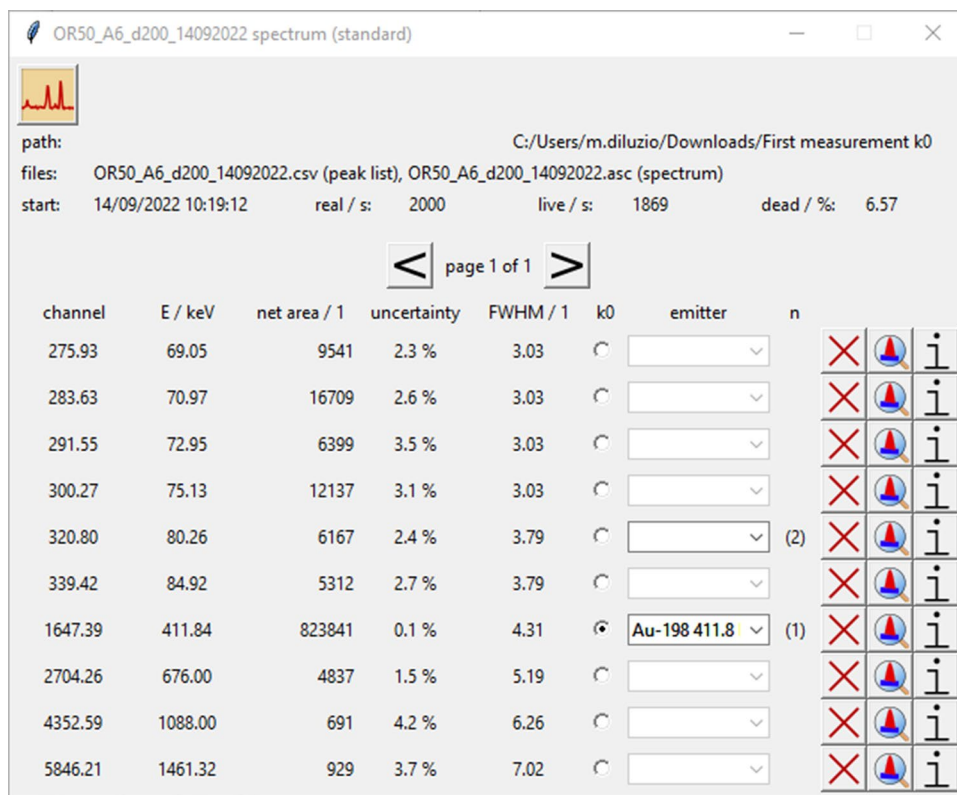 OR50_A6_d200_14092022 spectrum (standard)
path: C:/Users/m.diluzio/Downloads/First measurement k0
files: OR50_A6_d200_14092022.csv (peak list), OR50_A6_d200_14092022.asc (spectrum)
start: 14/09/2022 10:19:12 real / s: 2000 live / s: 1869 dead / %: 6.57
< page 1 of 1 >
channel E / keV net area / 1 uncertainty FWHM / 1 k0 emitter n
275.93 69.05 9541 2.3 % 3.03 i
283.63 70.97 16709 2.6 % 3.03 i
291.55 72.95 6399 3.5 % 3.03 i
300.27 75.13 12137 3.1 % 3.03 i
320.80 80.26 6167 2.4 % 3.79 (2) i
339.42 84.92 5312 2.7 % 3.79 i
1647.39 411.84 823841 0.1 % 4.31 Au-198 411.8 (1) i
2704.26 676.00 4837 1.5 % 5.19 i
4352.59 1088.00 691 4.2 % 6.26 i
5846.21 1461.32 929 3.7 % 7.02 i